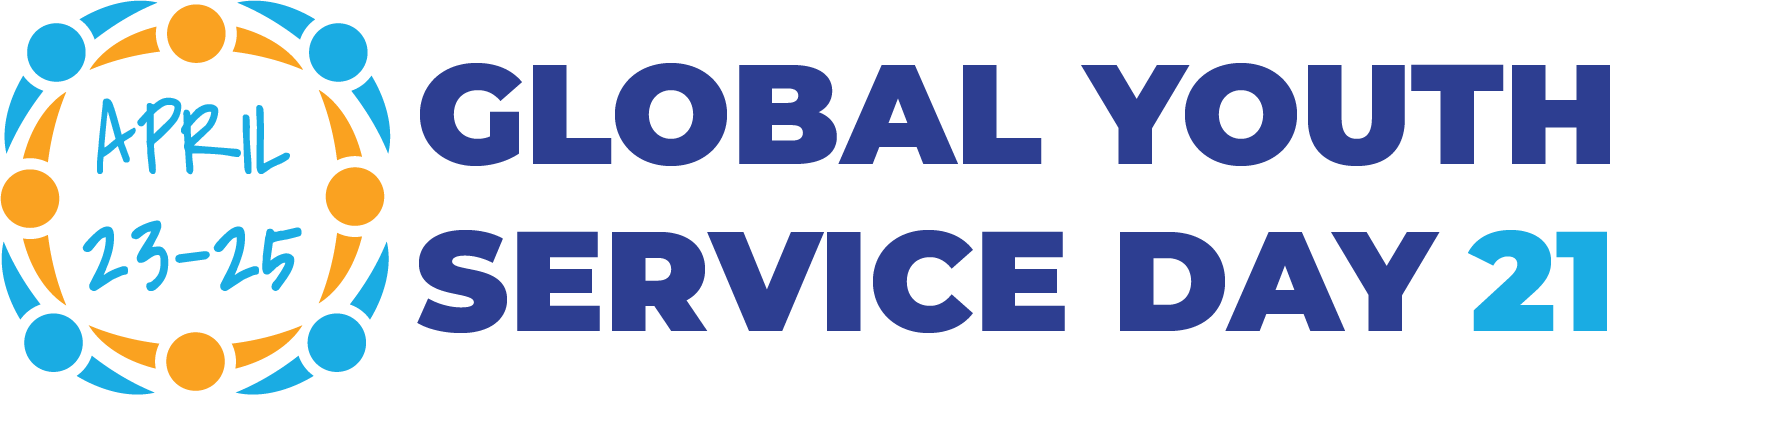 APRIL
23-25
GLOBAL YOUTH
SERVICE DAY 21